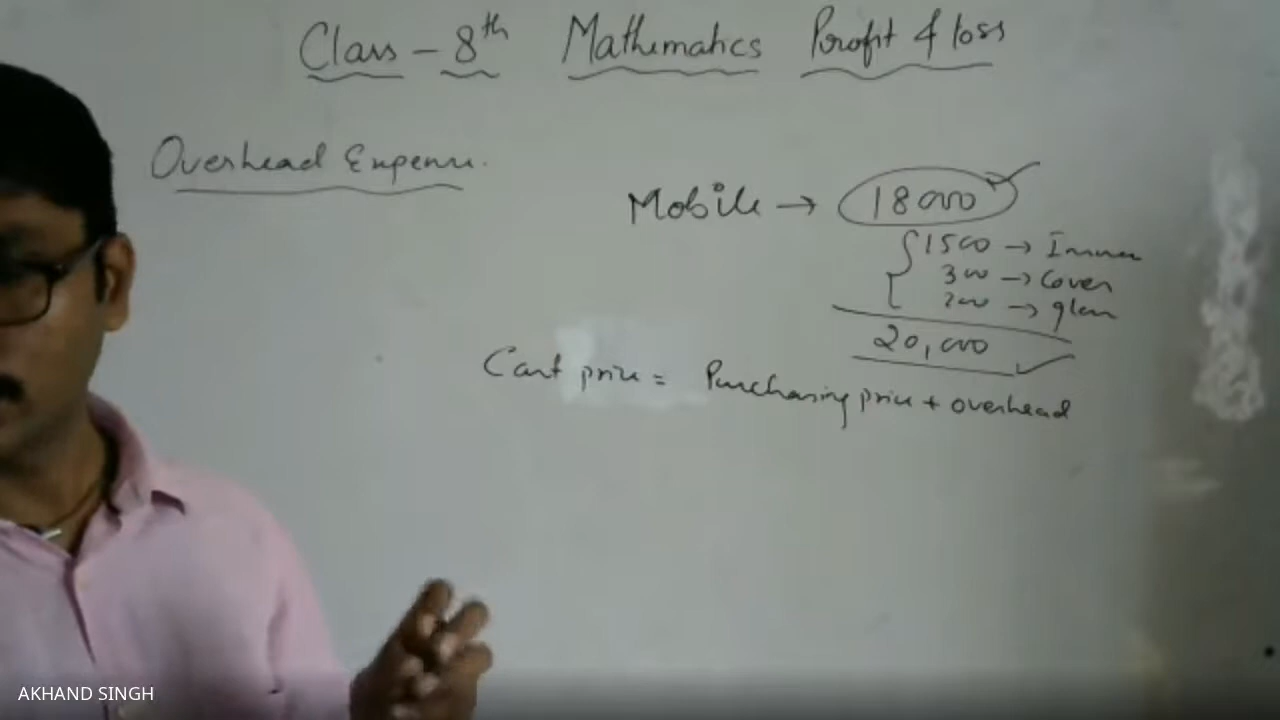 Class - 8th Mathematics Profit & loss
Overhead Expense.
Mobile → 18000
1500 → Insurance
300 → Cover
200 → glass
20,000
Cost price = Purchasing price + overhead
AKHAND SINGH